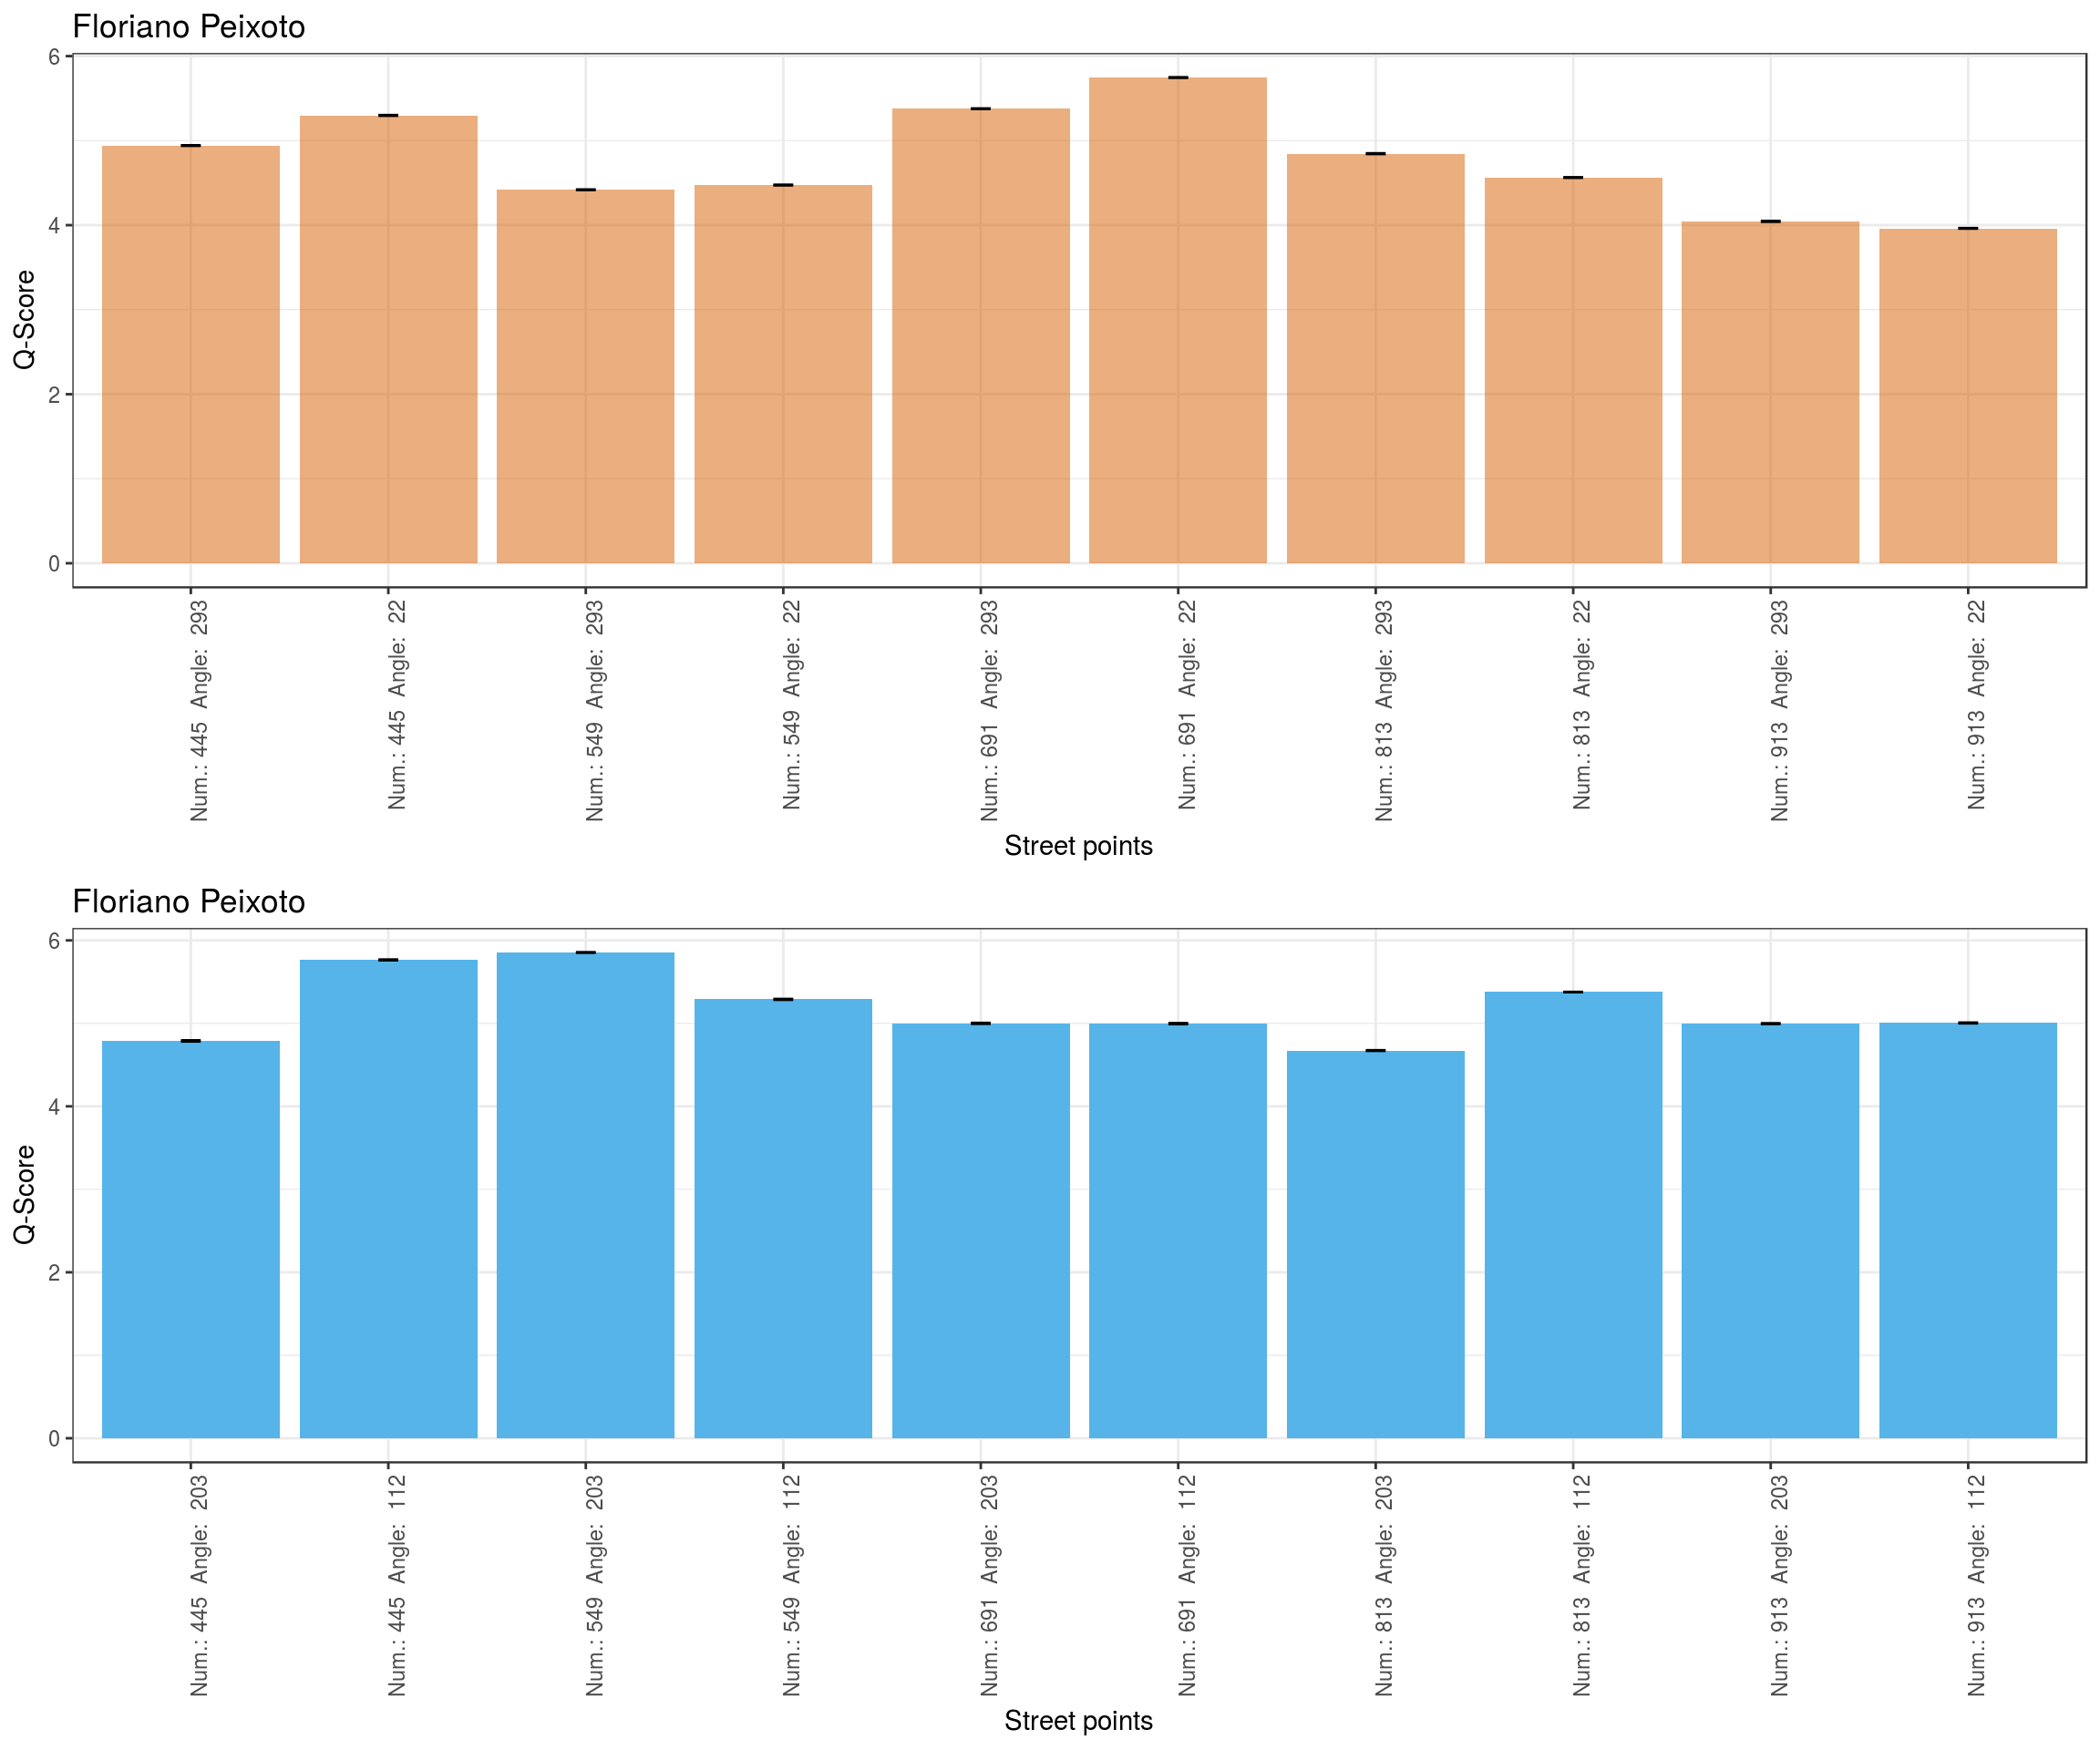 Floriano Peixoto
6
4
2
0
Q-Score
Num.: 445 Angle: 293
Num.: 445 Angle: 22
Num.: 549 Angle: 293
Num.: 549 Angle: 22
Num.: 691 Angle: 293
Num.: 691 Angle: 22
Num.: 813 Angle: 293
Num.: 813 Angle: 22
Num.: 913 Angle: 293
Num.: 913 Angle: 22
Street points
Floriano Peixoto
6
4
2
0
Q-Score
Num.: 445 Angle: 203
Num.: 445 Angle: 112
Num.: 549 Angle: 203
Num.: 549 Angle: 112
Num.: 691 Angle: 203
Num.: 691 Angle: 112
Num.: 813 Angle: 203
Num.: 813 Angle: 112
Num.: 913 Angle: 203
Num.: 913 Angle: 112
Street points